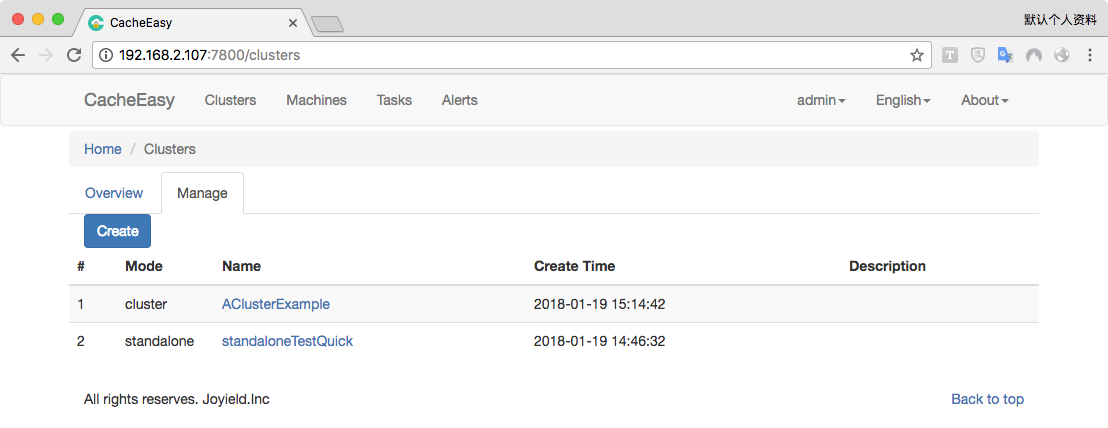 CacheEasy
默认个人资料
192.168.2.107:7800/clusters
CacheEasy Clusters Machines Tasks Alerts admin English About
Home / Clusters
Overview Manage
Create
# Mode Name Create Time Description
1 cluster AClusterExample 2018-01-19 15:14:42
2 standalone standaloneTestQuick 2018-01-19 14:46:32
All rights reserves. Joyield.Inc Back to top